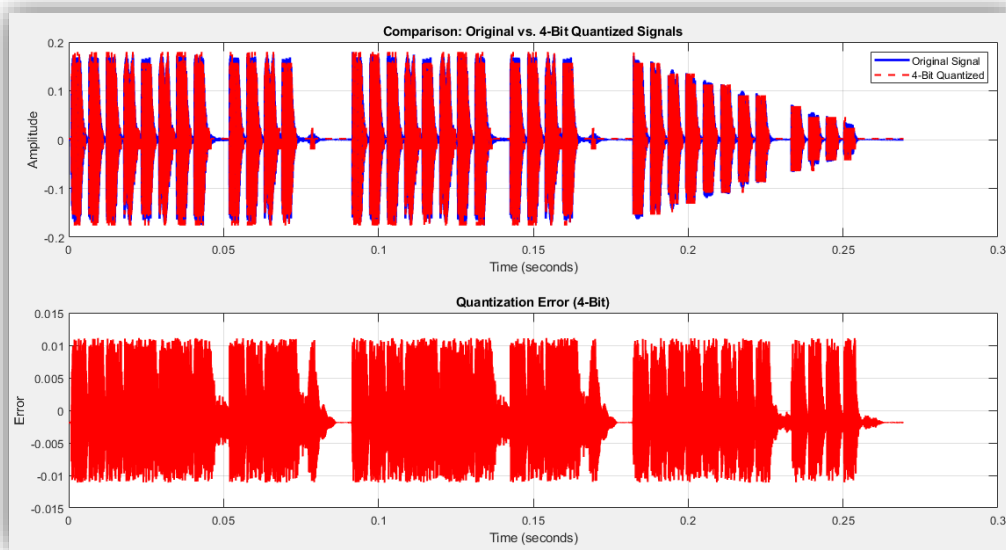 Comparison: Original vs. 4-Bit Quantized Signals
0.2
0.1
0
-0.1
-0.2
Amplitude
Original Signal
4-Bit Quantized
0 0.05 0.1 0.15 0.2 0.25 0.3
Time (seconds)
Quantization Error (4-Bit)
0.015
0.01
0.005
0
-0.005
-0.01
-0.015
Error
0 0.05 0.1 0.15 0.2 0.25 0.3
Time (seconds)